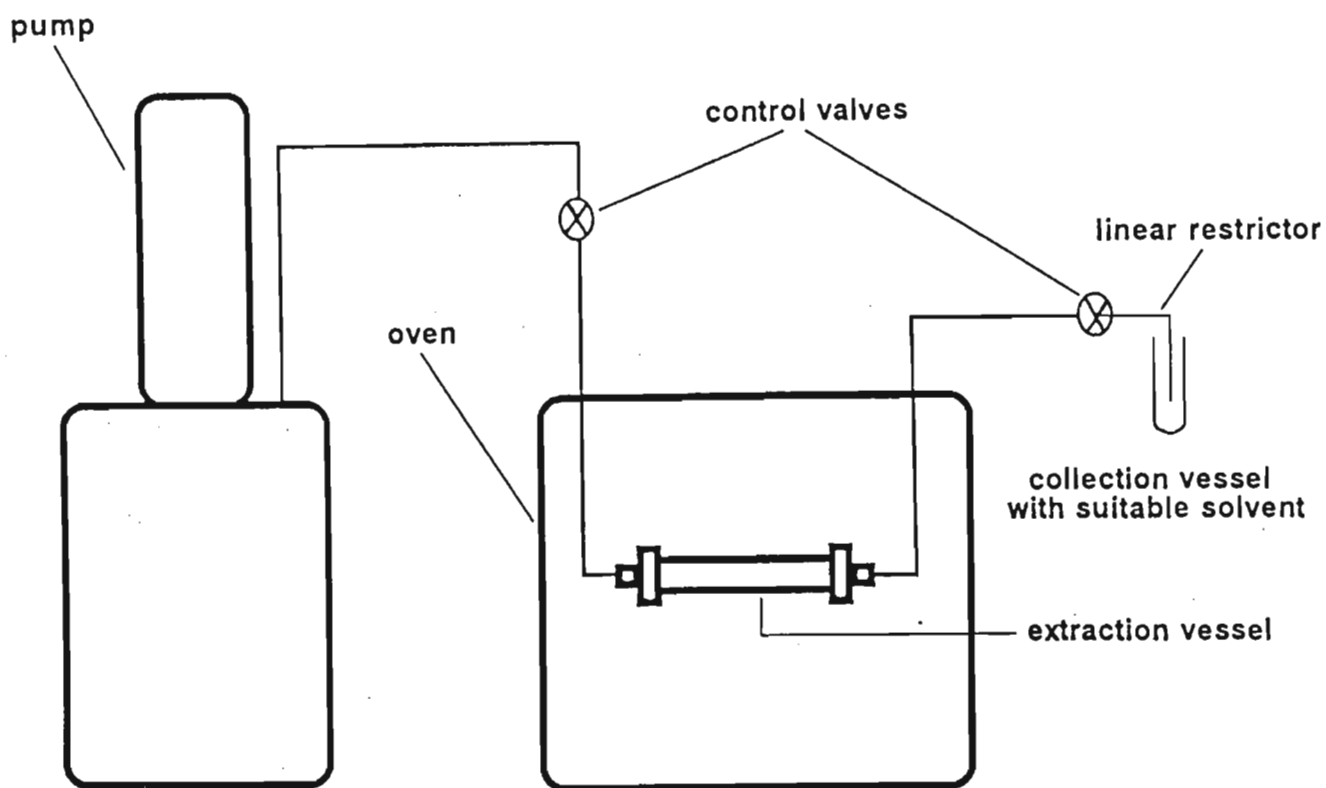 pump
control valves
linear restrictor
oven
collection vessel
with suitable solvent
extraction vessel